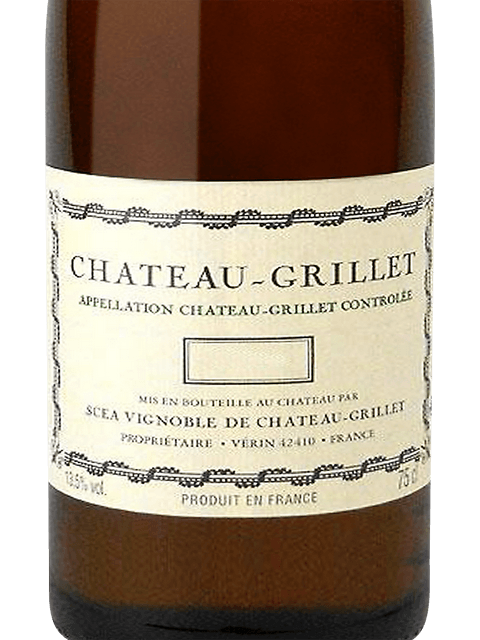 CHATEAU-GRILLET
APPELLATION CHATEAU-GRILLET CONTROLÉE
MIS EN BOUTEILLE AU CHATEAU PAR
SCEA VIGNOBLE DE CHATEAU-GRILLET
PROPRIÉTAIRE • VÉRIN 42410 • FRANCE
13.5% vol. 75 cl
PRODUIT EN FRANCE